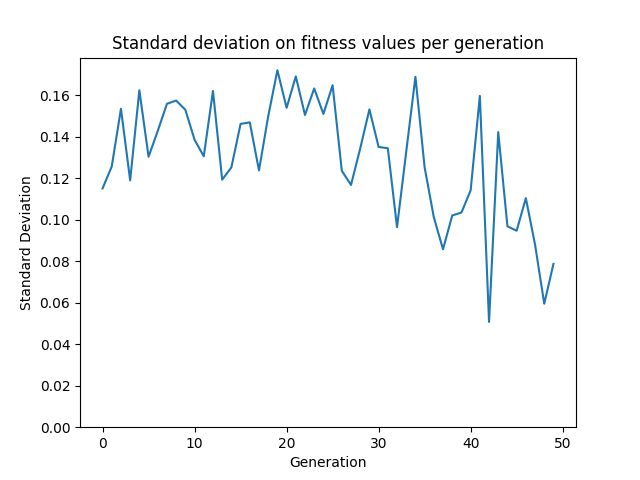 Standard deviation on fitness values per generation
0.16
0.14
0.12
0.10
0.08
0.06
0.04
0.02
0.00
Standard Deviation
0 10 20 30 40 50
Generation